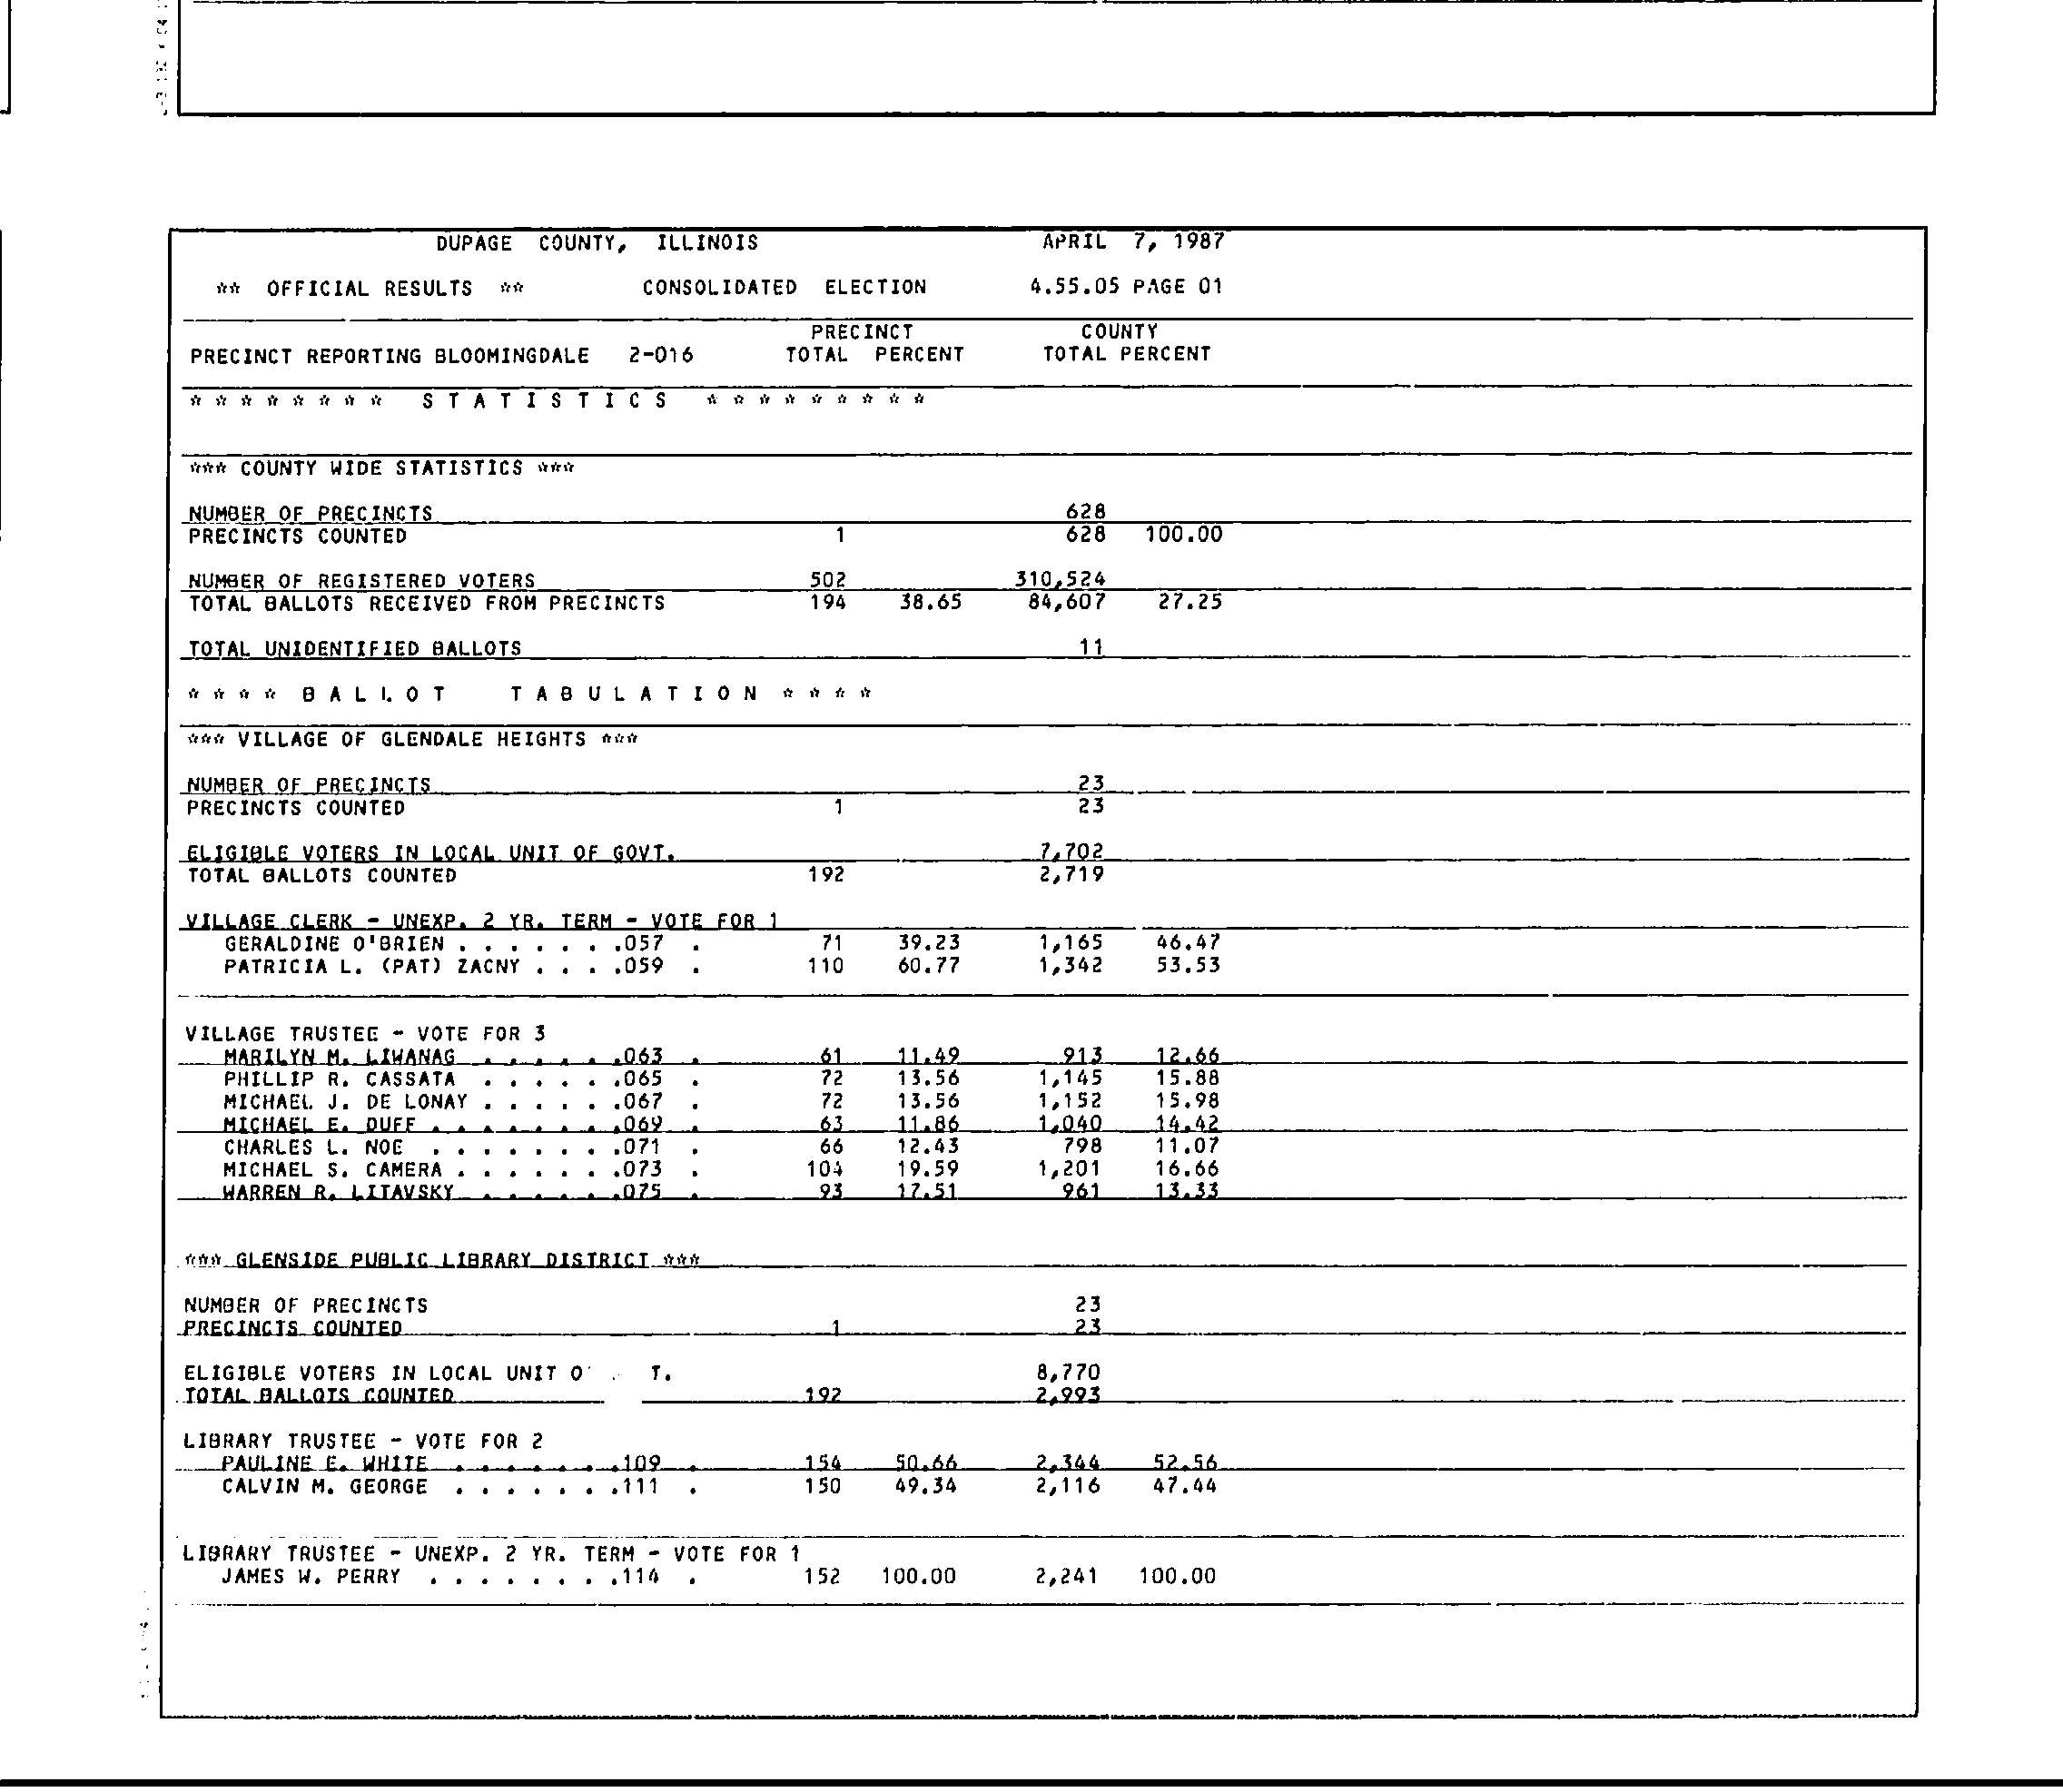 DUPAGE COUNTY, ILLINOIS APRIL 7, 1987
** OFFICIAL RESULTS ** CONSOLIDATED ELECTION 4.55.05 PAGE 01
PRECINCT COUNTY
PRECINCT REPORTING BLOOMINGDALE 2-016 TOTAL PERCENT TOTAL PERCENT
* * * * * * * * S T A T I S T I C S * * * * * * * * *
*** COUNTY WIDE STATISTICS ***
NUMBER OF PRECINCTS 628
PRECINCTS COUNTED 1 628 100.00
NUMBER OF REGISTERED VOTERS 502 310,524
TOTAL BALLOTS RECEIVED FROM PRECINCTS 194 38.65 84,607 27.25
TOTAL UNIDENTIFIED BALLOTS 11
* * * * B A L L O T T A B U L A T I O N * * * *
*** VILLAGE OF GLENDALE HEIGHTS ***
NUMBER OF PRECINCTS 23
PRECINCTS COUNTED 1 23
ELIGIBLE VOTERS IN LOCAL UNIT OF GOVT. 7,702
TOTAL BALLOTS COUNTED 192 2,719
VILLAGE CLERK - UNEXP. 2 YR. TERM - VOTE FOR 1
GERALDINE O'BRIEN . . . . . . .057 . 71 39.23 1,165 46.47
PATRICIA L. (PAT) ZACNY . . . .059 . 110 60.77 1,342 53.53
VILLAGE TRUSTEE - VOTE FOR 3
MARILYN M. LIWANAG . . . . . .063 . 61 11.49 913 12.66
PHILLIP R. CASSATA . . . . . .065 . 72 13.56 1,145 15.88
MICHAEL J. DE LONAY . . . . . .067 . 72 13.56 1,152 15.98
MICHAEL E. DUFF . . . . . . . .069 . 63 11.86 1,040 14.42
CHARLES L. NOE . . . . . . . .071 . 66 12.43 798 11.07
MICHAEL S. CAMERA . . . . . . .073 . 104 19.59 1,201 16.66
WARREN R. LITAVSKY . . . . . .075 . 93 17.51 961 13.33
*** GLENSIDE PUBLIC LIBRARY DISTRICT ***
NUMBER OF PRECINCTS 23
PRECINCTS COUNTED 1 23
ELIGIBLE VOTERS IN LOCAL UNIT O T. 8,770
TOTAL BALLOTS COUNTED 192 2,993
LIBRARY TRUSTEE - VOTE FOR 2
PAULINE E. WHITE . . . . . . .109 . 154 50.66 2,344 52.56
CALVIN M. GEORGE . . . . . . .111 . 150 49.34 2,116 47.44
LIBRARY TRUSTEE - UNEXP. 2 YR. TERM - VOTE FOR 1
JAMES W. PERRY . . . . . . . .114 . 152 100.00 2,241 100.00